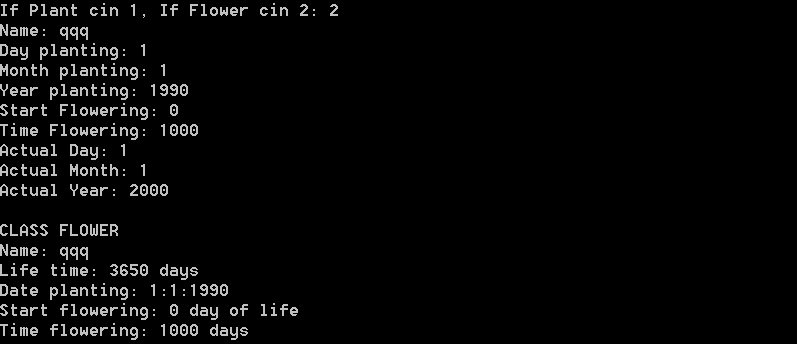 If Plant cin 1, If Flower cin 2: 2
Name: qqq
Day planting: 1
Month planting: 1
Year planting: 1990
Start Flowering: 0
Time Flowering: 1000
Actual Day: 1
Actual Month: 1
Actual Year: 2000
CLASS FLOWER
Name: qqq
Life time: 3650 days
Date planting: 1:1:1990
Start flowering: 0 day of life
Time flowering: 1000 days